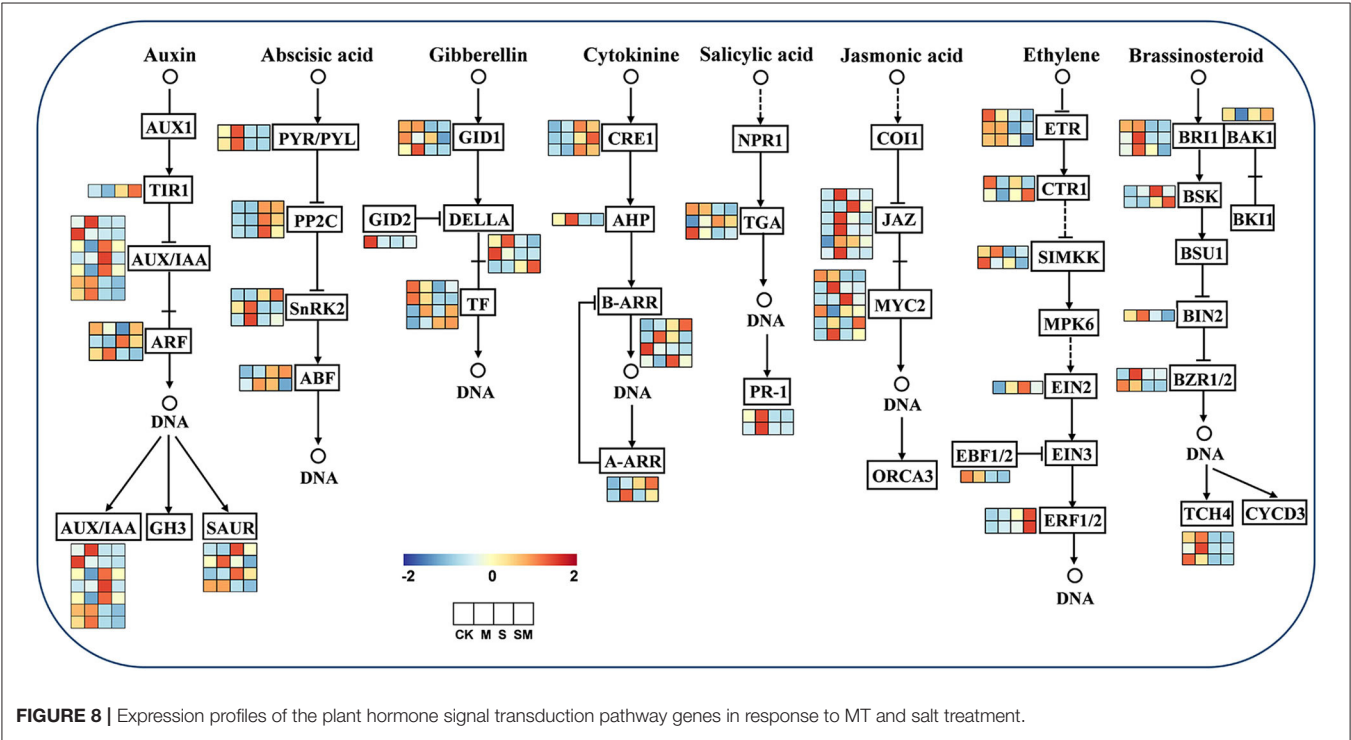 Auxin
Abscisic acid
Gibberellin
Cytokinine
Salicylic acid
Jasmonic acid
Ethylene
Brassinosteroid
AUX1
TIR1
AUX/IAA
ARF
DNA
AUX/IAA
GH3
SAUR
PYR/PYL
PP2C
SnRK2
ABF
DNA
GID1
GID2
DELLA
TF
DNA
CRE1
AHP
B-ARR
DNA
A-ARR
NPR1
TGA
DNA
PR-1
COI1
JAZ
MYC2
DNA
ORCA3
ETR
CTR1
SIMKK
MPK6
EIN2
EBF1/2
EIN3
ERF1/2
DNA
BRI1
BAK1
BSK
BKI1
BSU1
BIN2
BZR1/2
DNA
TCH4
CYCD3
-2 0 2
CK M S SM
FIGURE 8 | Expression profiles of the plant hormone signal transduction pathway genes in response to MT and salt treatment.